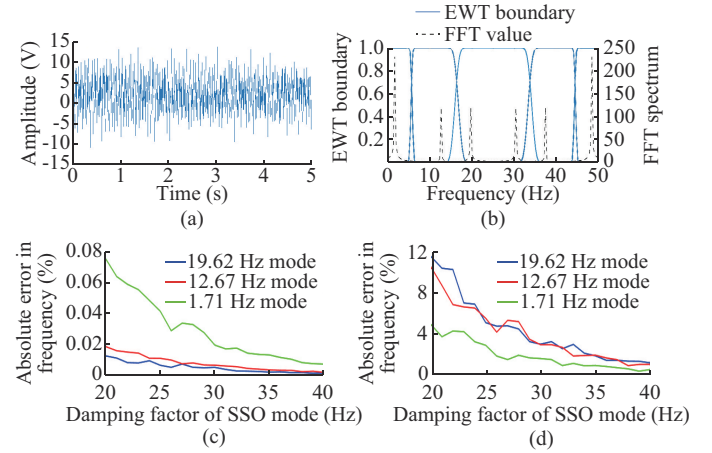 Amplitude (V)
15
10
5
0
-5
-10
-15
0 1 2 3 4 5
Time (s)
(a)
EWT boundary
FFT value
EWT boundary
1.0
0.8
0.6
0.4
0.2
FFT spectrum
250
200
150
100
50
0
0 10 20 30 40 50
Frequency (Hz)
(b)
Absolute error in
frequency (%)
0.08
0.06
0.04
0.02
0
19.62 Hz mode
12.67 Hz mode
1.71 Hz mode
20 25 30 35 40
Damping factor of SSO mode (Hz)
(c)
Absolute error in
frequency (%)
12
8
4
0
19.62 Hz mode
12.67 Hz mode
1.71 Hz mode
20 25 30 35 40
Damping factor of SSO mode (Hz)
(d)